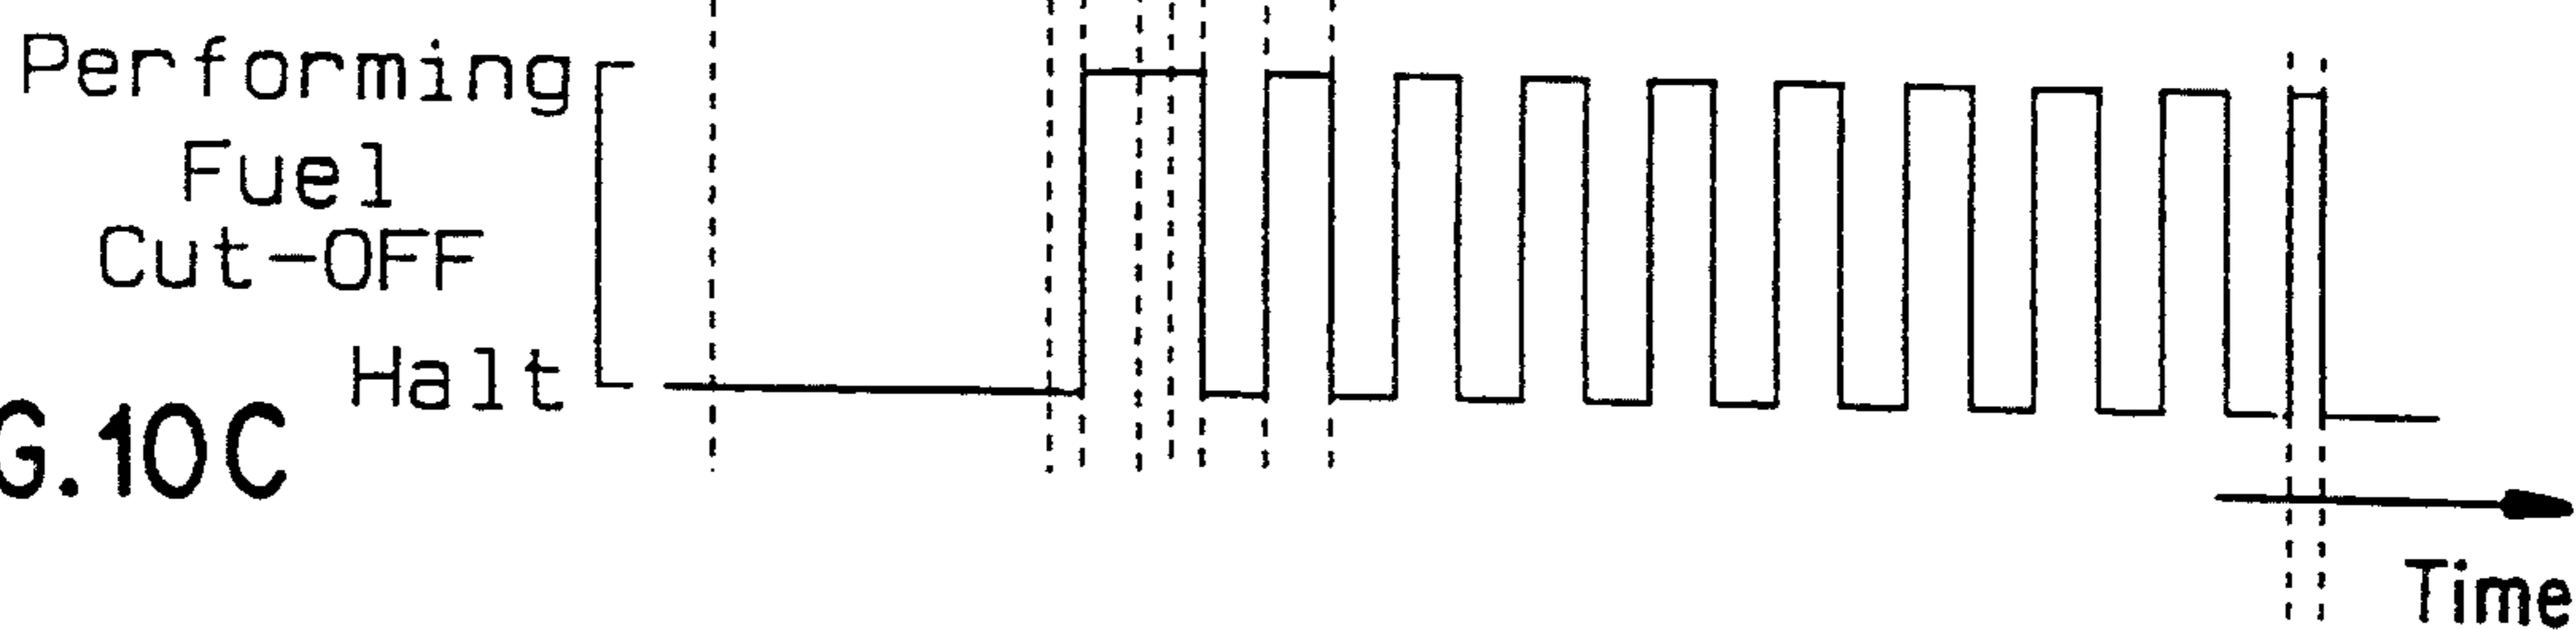 Performing
Fuel
Cut-OFF
Halt
G.10C
Time